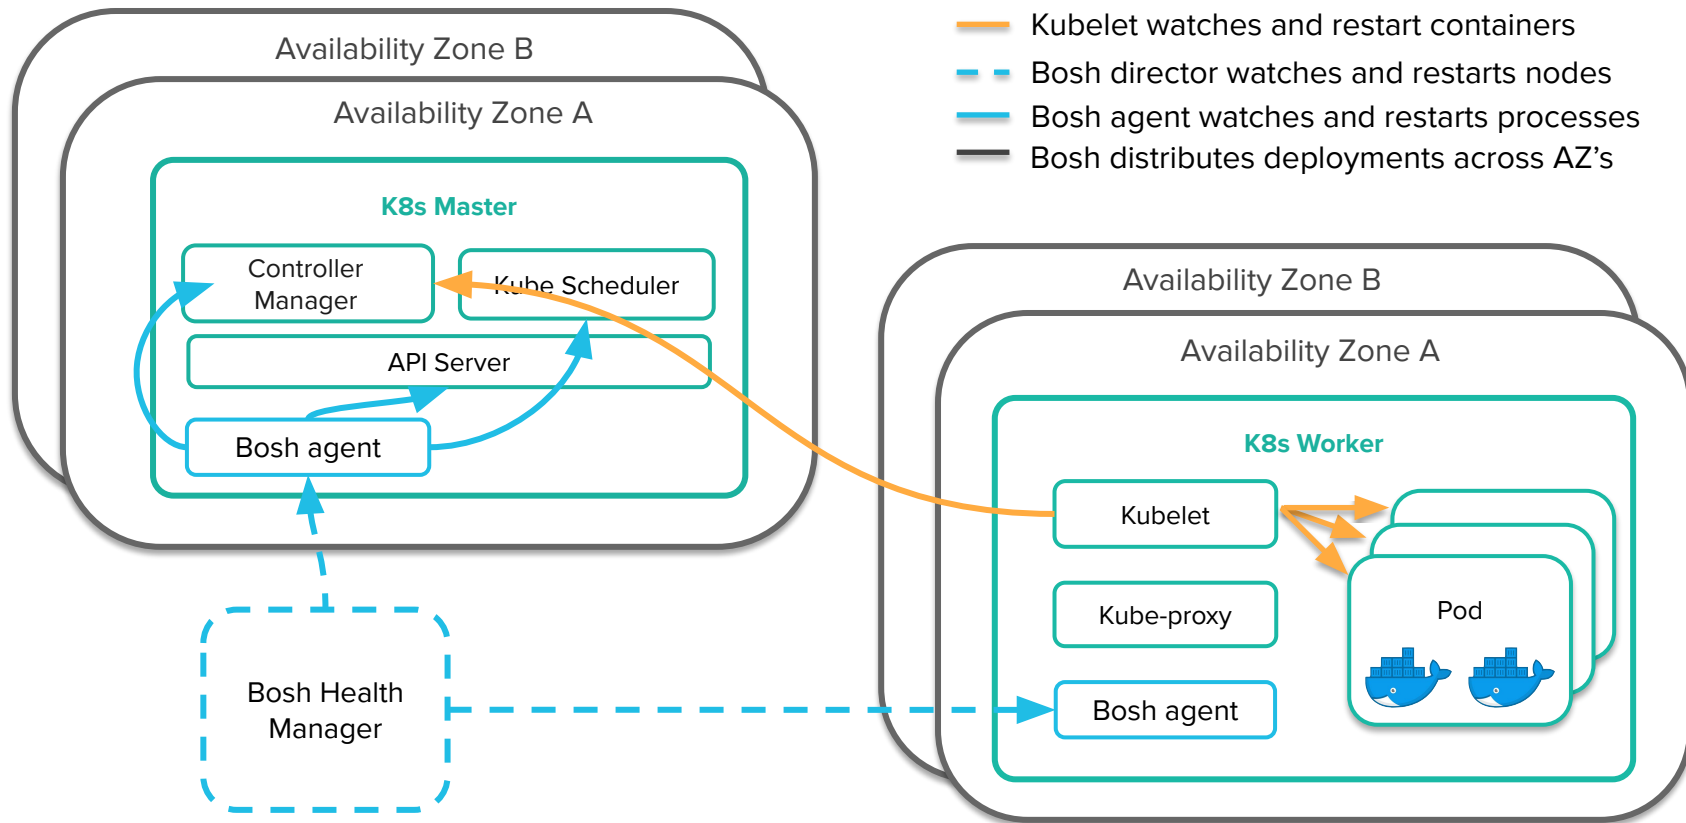 Kubelet watches and restart containers
Bosh director watches and restarts nodes
Bosh agent watches and restarts processes
Bosh distributes deployments across AZ's
Availability Zone B
Availability Zone A
K8s Master
Controller
Manager
Kube Scheduler
API Server
Bosh agent
Bosh Health
Manager
Availability Zone B
Availability Zone A
K8s Worker
Kubelet
Kube-proxy
Bosh agent
Pod